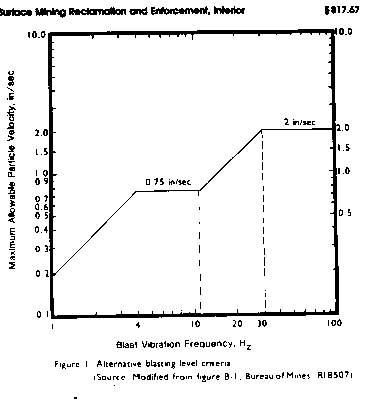 Surface Mining Reclamation and Enforcement, Interior §817.67
10.0 10.0
Maximum Allowable Particle Velocity, in/sec
2 in/sec
2.0 2.0
1.5 1.5
1.0 1.0
0.9
0.75 in/sec
0.7
0.6
0.5 0.5
0.4
0.3
0.2
0.1
1 4 10 20 30 100
Blast Vibration Frequency, Hz
Figure 1 Alternative blasting level criteria
(Source Modified from figure B-1, Bureau of Mines RI8507)